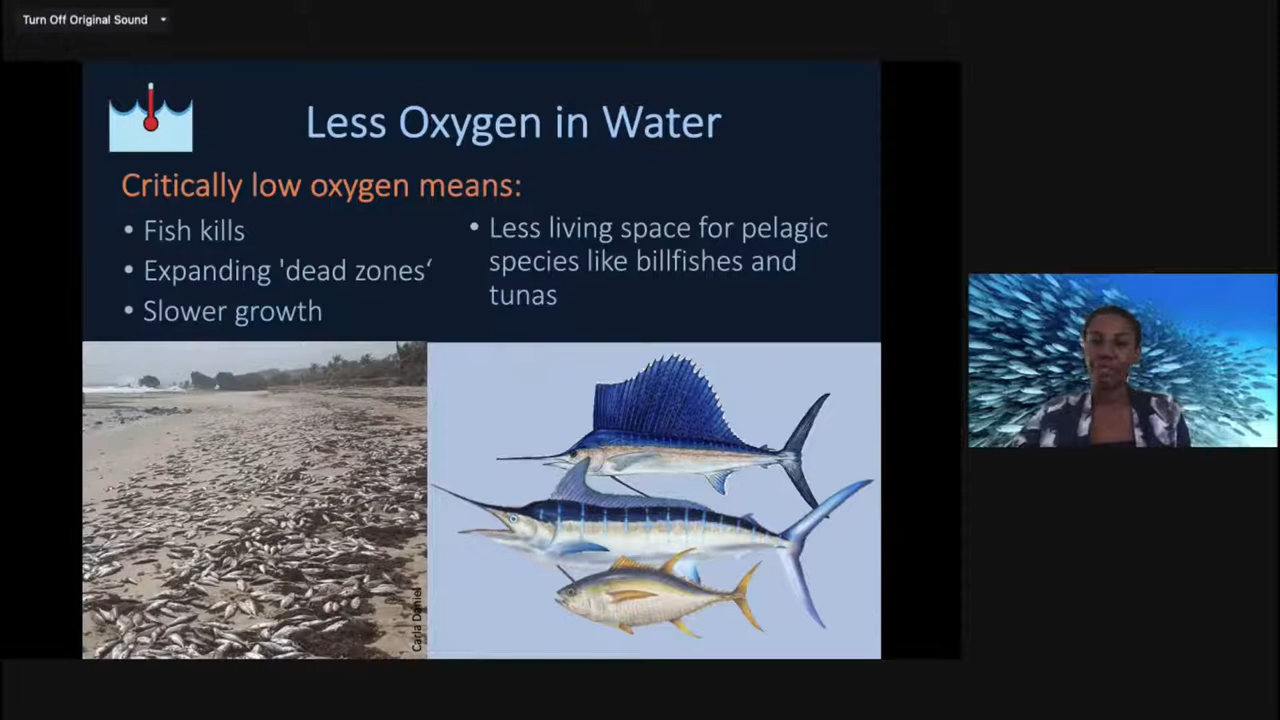 Turn Off Original Sound
Less Oxygen in Water
Critically low oxygen means:
• Fish kills
• Expanding 'dead zones‘
• Slower growth
• Less living space for pelagic
species like billfishes and
tunas
Carla Daniel